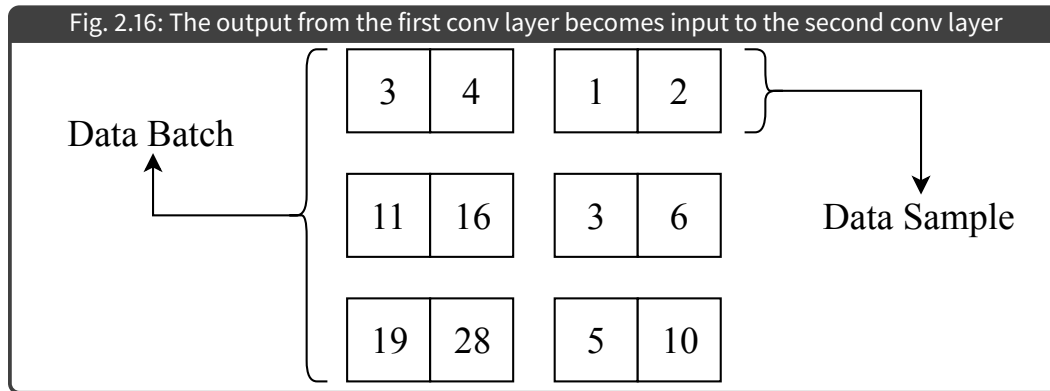 Fig. 2.16: The output from the first conv layer becomes input to the second conv layer
3 4 1 2
Data Batch
11 16 3 6
Data Sample
19 28 5 10